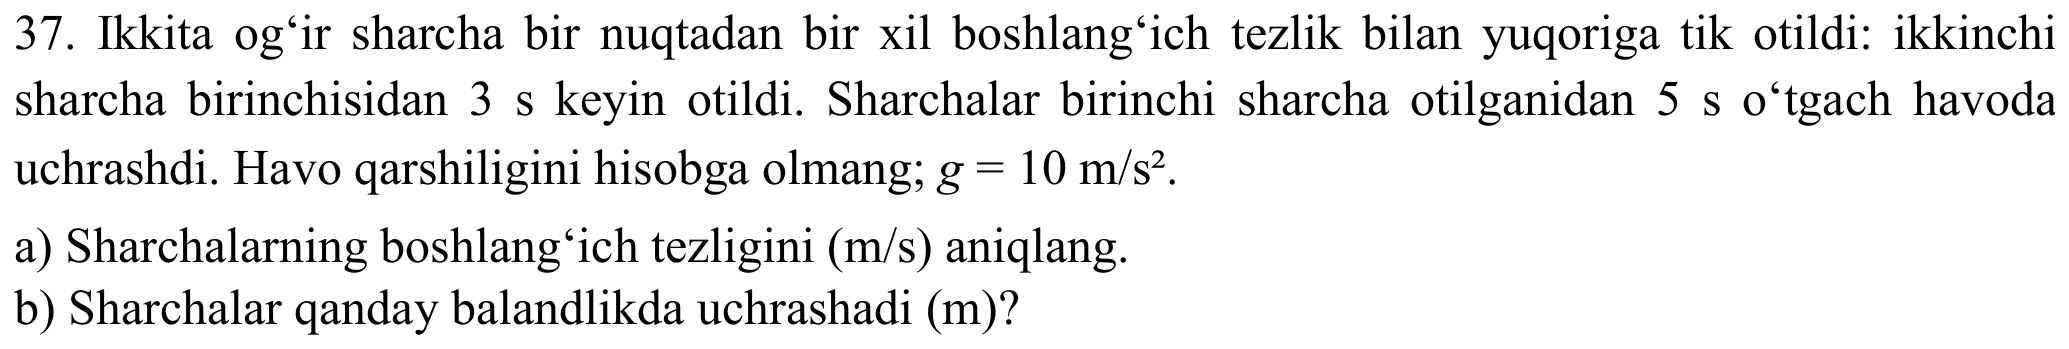 37. Ikkita og‘ir sharcha bir nuqtadan bir xil boshlang‘ich tezlik bilan yuqoriga tik otildi: ikkinchi
sharcha birinchisidan 3 s keyin otildi. Sharchalar birinchi sharcha otilganidan 5 s o‘tgach havoda
uchrashdi. Havo qarshiligini hisobga olmang; g = 10 m/s².
a) Sharchalarning boshlang‘ich tezligini (m/s) aniqlang.
b) Sharchalar qanday balandlikda uchrashadi (m)?